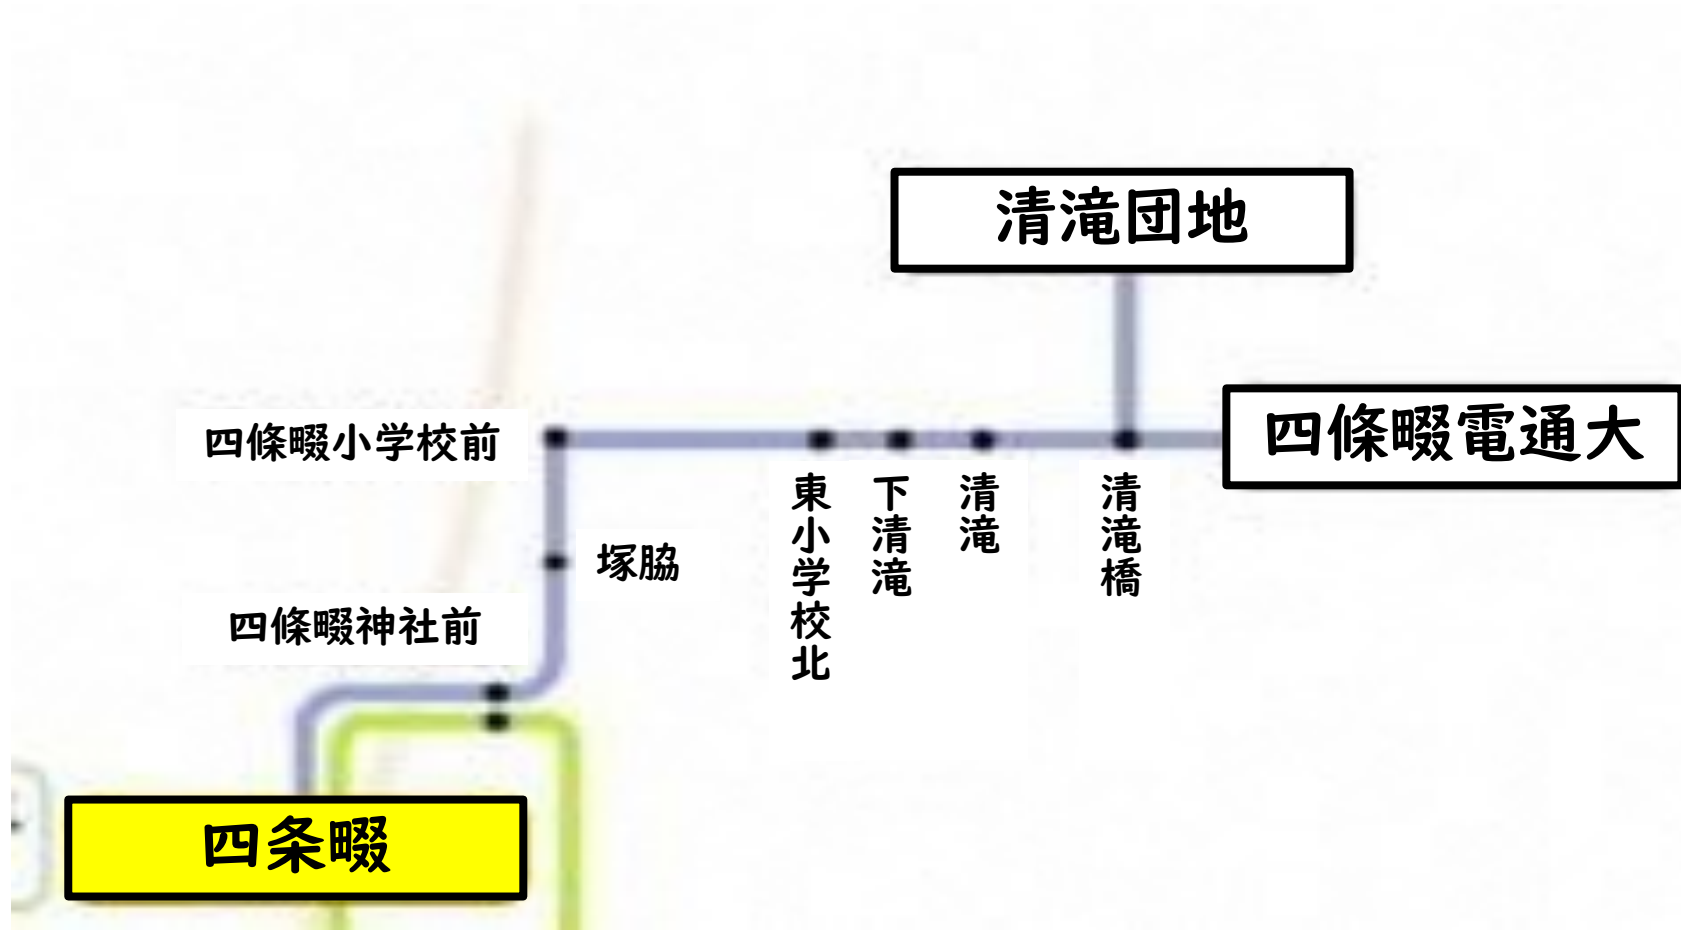 清滝団地
四條畷電通大
四條畷小学校前
東小学校北
下清滝
清滝
清滝橋
塚脇
四條畷神社前
四条畷